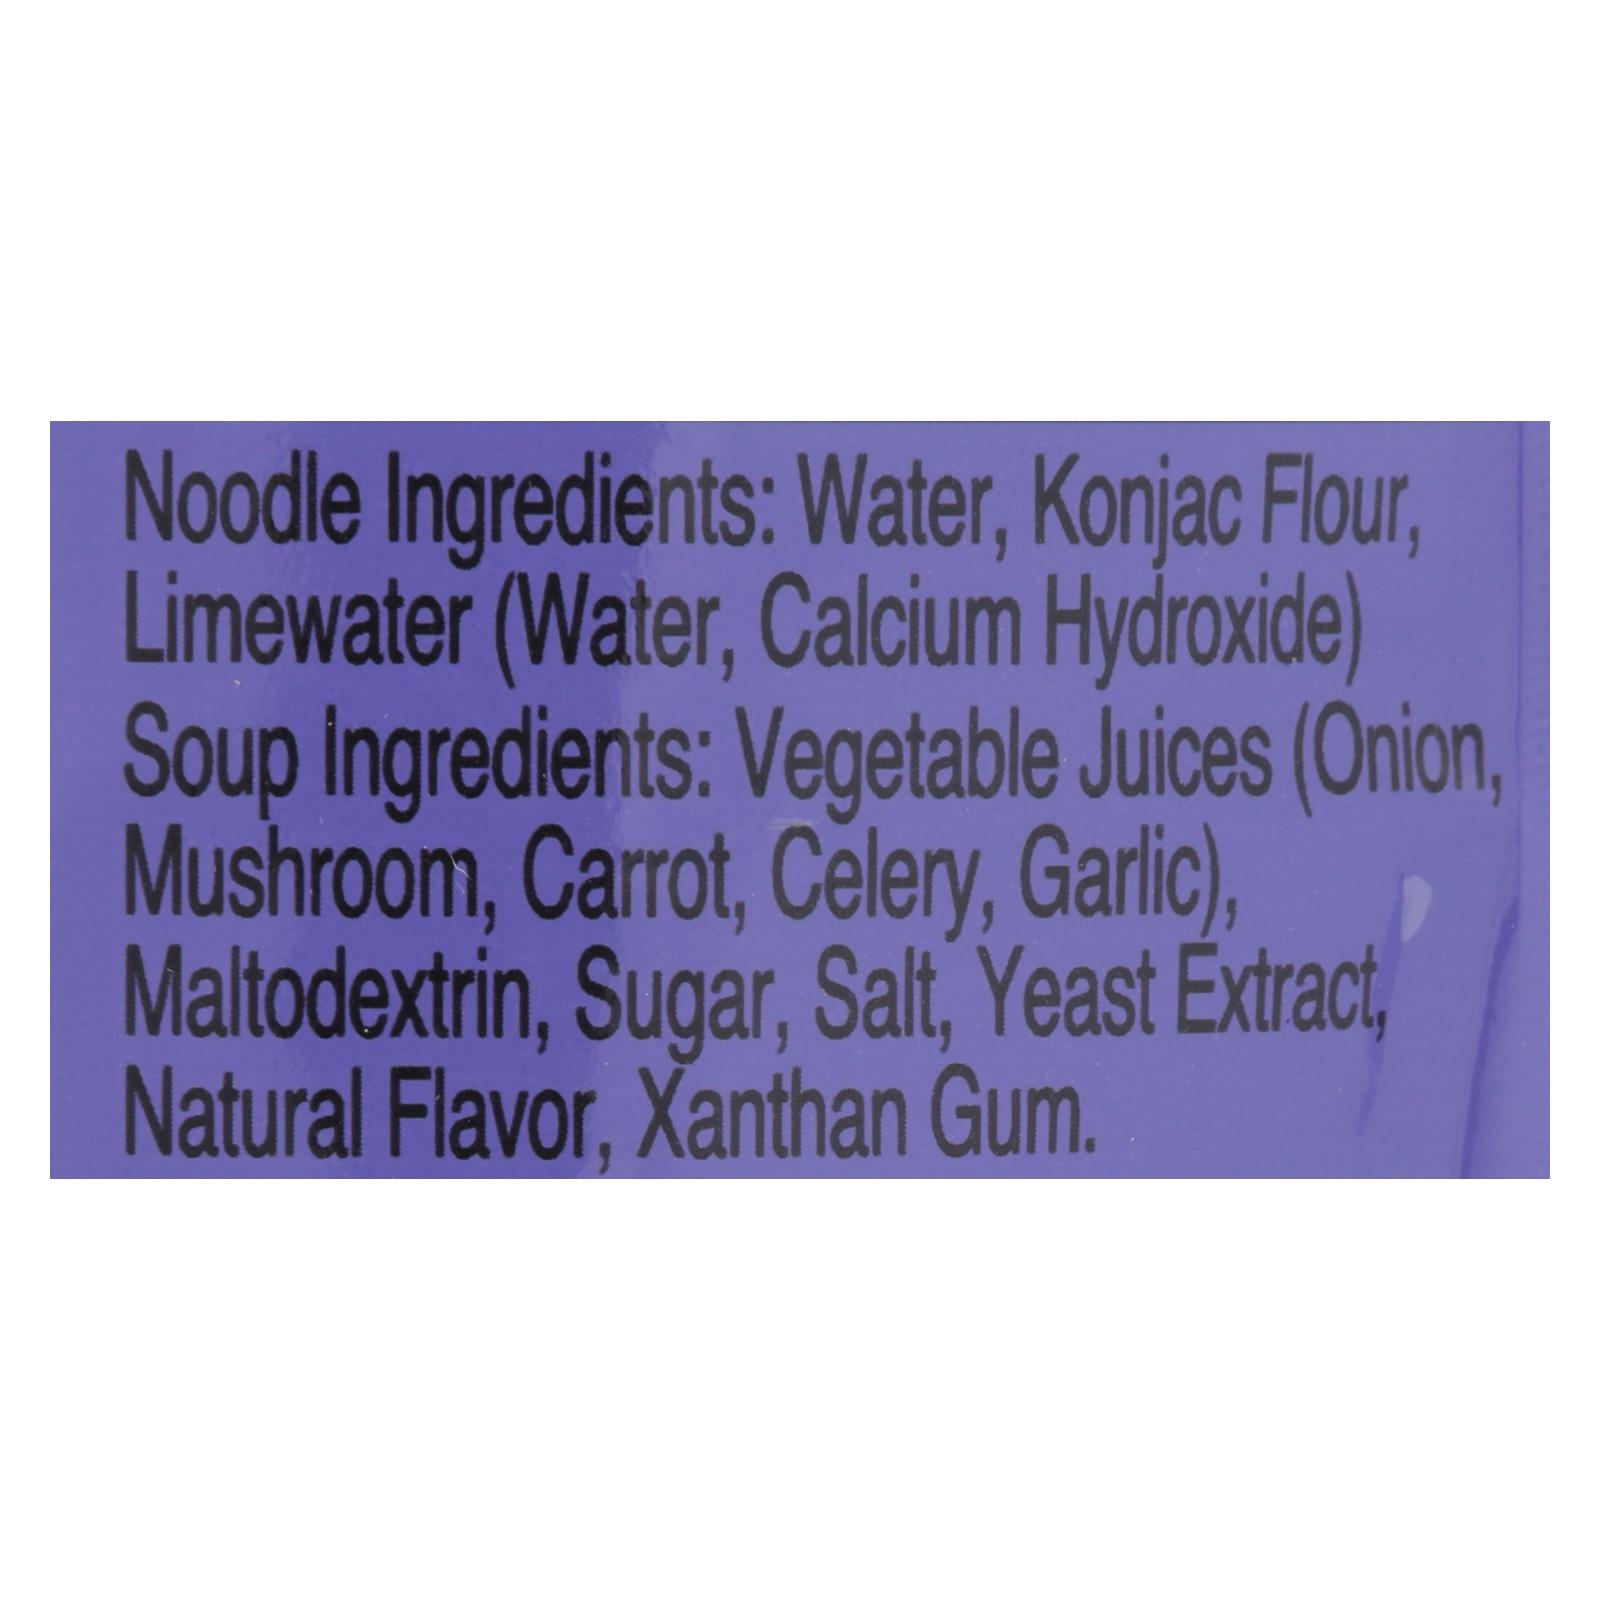 Noodle Ingredients: Water, Konjac Flour,
Limewater (Water, Calcium Hydroxide)
Soup Ingredients: Vegetable Juices (Onion,
Mushroom, Carrot, Celery, Garlic),
Maltodextrin, Sugar, Salt, Yeast Extract,
Natural Flavor, Xanthan Gum.